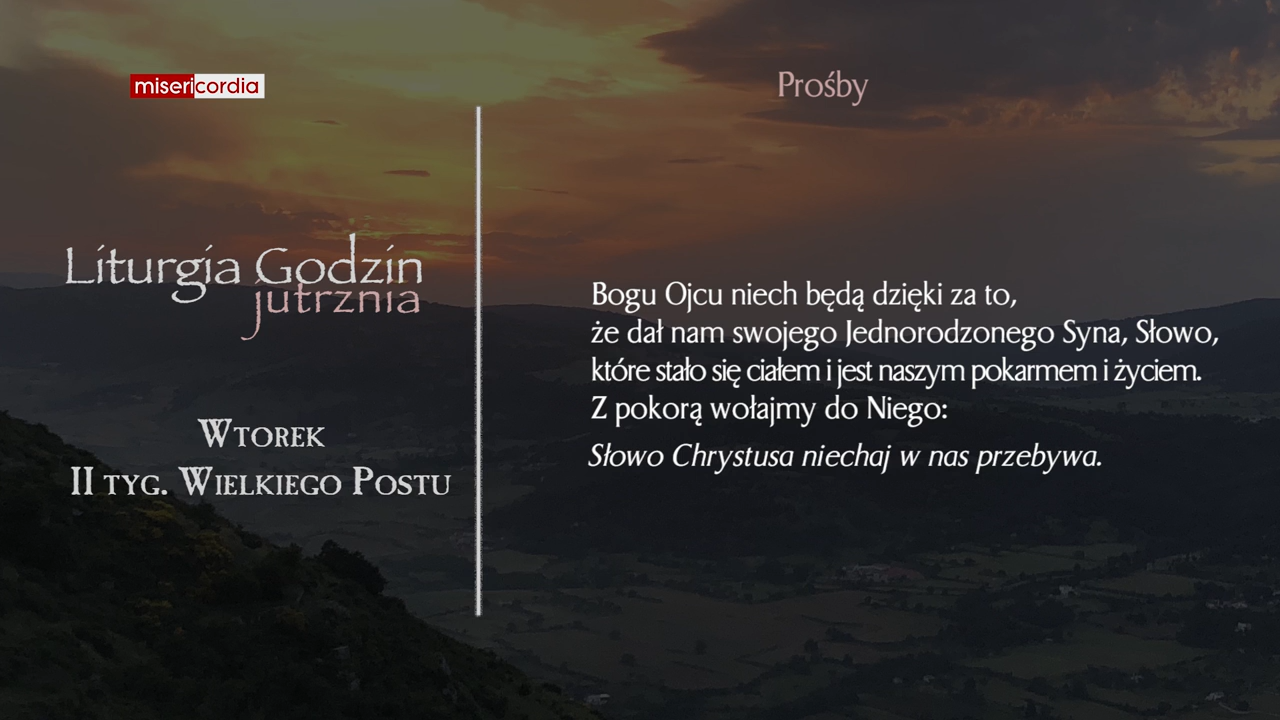 misericordia
Liturgia Godzin
jutrznia
Wtorek
II tyg. Wielkiego Postu
Prośby
Bogu Ojcu niech będą dzięki za to,
że dał nam swojego Jednorodzonego Syna, Słowo,
które stało się ciałem i jest naszym pokarmem i życiem.
Z pokorą wołajmy do Niego:
Słowo Chrystusa niechaj w nas przebywa.